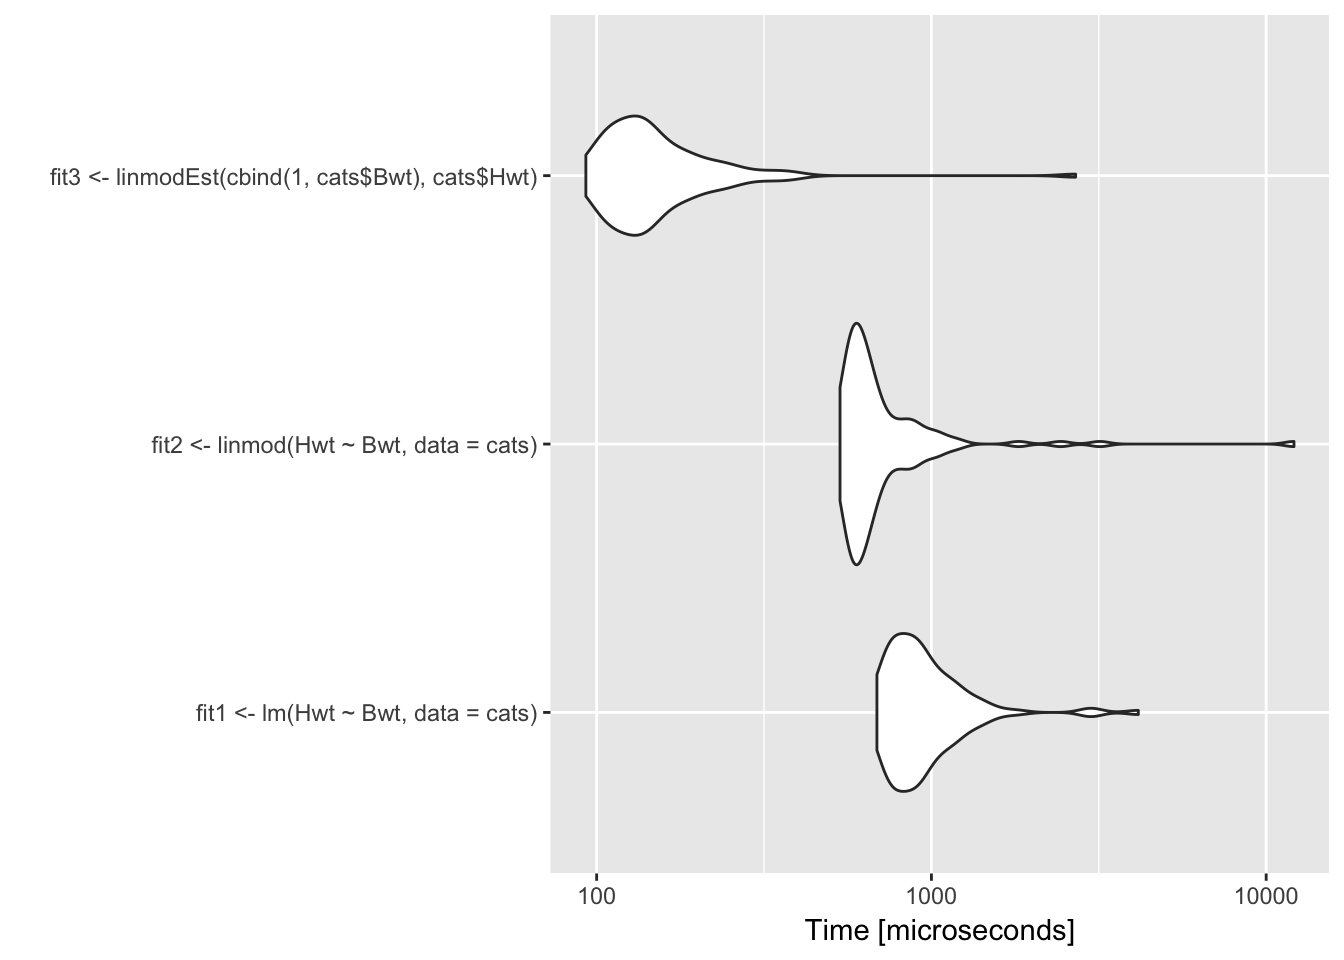 fit3 <- linmodEst(cbind(1, cats$Bwt), cats$Hwt)
fit2 <- linmod(Hwt ~ Bwt, data = cats)
fit1 <- lm(Hwt ~ Bwt, data = cats)
100 1000 10000
Time [microseconds]